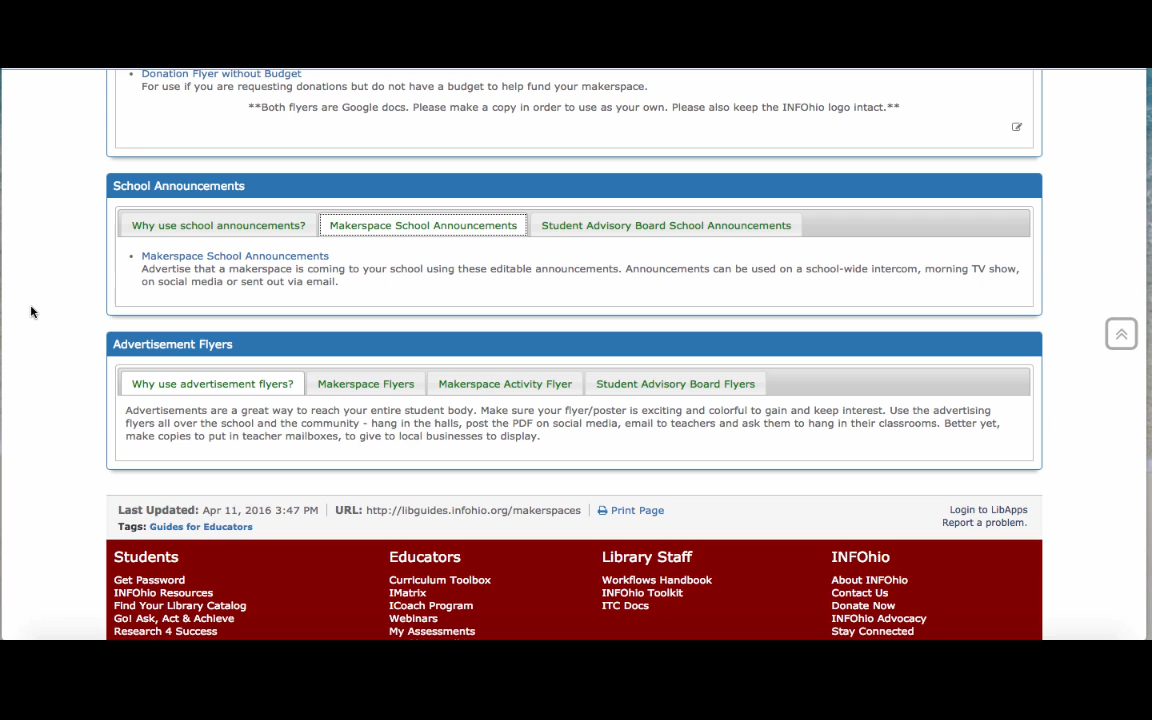 Donation Flyer without Budget
For use if you are requesting donations but do not have a budget to help fund your makerspace.
**Both flyers are Google docs. Please make a copy in order to use as your own. Please also keep the INFOhio logo intact.**
School Announcements
Why use school announcements? Makerspace School Announcements Student Advisory Board School Announcements
Makerspace School Announcements
Advertise that a makerspace is coming to your school using these editable announcements. Announcements can be used on a school-wide intercom, morning TV show,
on social media or sent out via email.
Advertisement Flyers
Why use advertisement flyers? Makerspace Flyers Makerspace Activity Flyer Student Advisory Board Flyers
Advertisements are a great way to reach your entire student body. Make sure your flyer/poster is exciting and colorful to gain and keep interest. Use the advertising
flyers all over the school and the community - hang in the halls, post the PDF on social media, email to teachers and ask them to hang in their classrooms. Better yet,
make copies to put in teacher mailboxes, to give to local businesses to display.
Last Updated: Apr 11, 2016 3:47 PM URL: http://libguides.infohio.org/makerspaces Print Page Login to LibApps
Tags: Guides for Educators Report a problem.
Students Educators Library Staff INFOhio
Get Password Curriculum Toolbox Workflows Handbook About INFOhio
INFOhio Resources IMatrix INFOhio Toolkit Contact Us
Find Your Library Catalog ICoach Program ITC Docs Donate Now
Go! Ask, Act & Achieve Webinars INFOhio Advocacy
Research 4 Success My Assessments Stay Connected